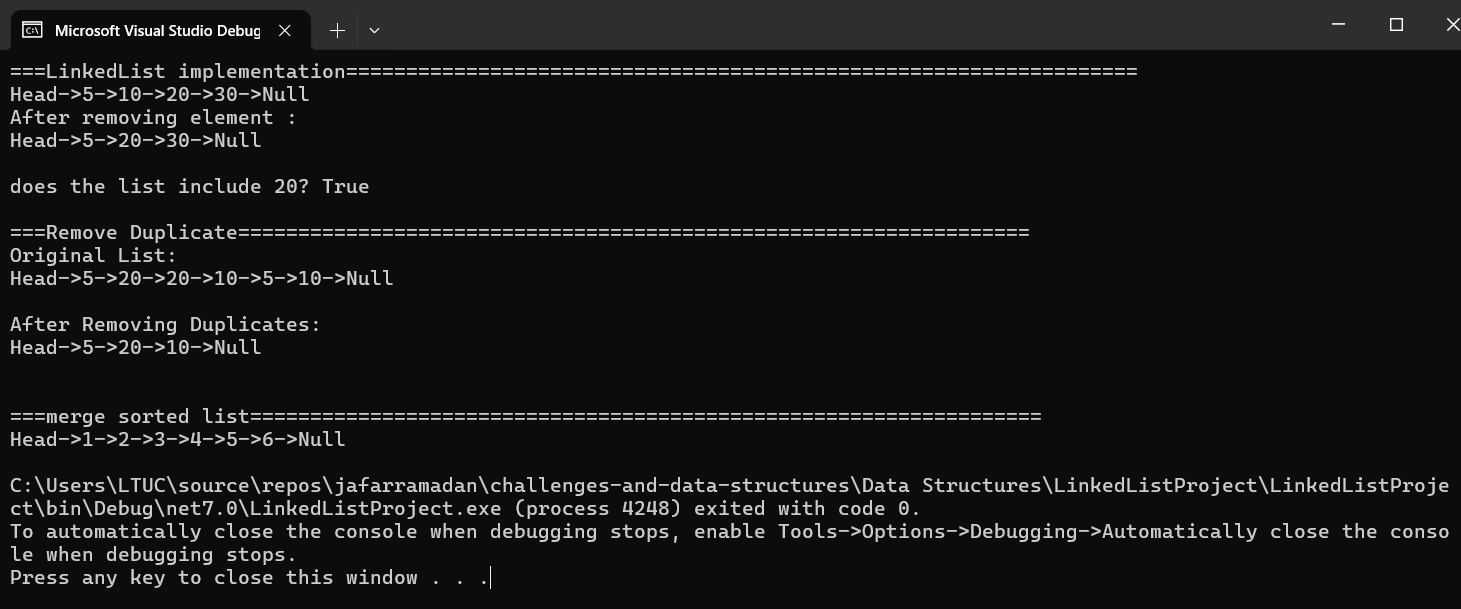 Microsoft Visual Studio Debug
===LinkedList implementation==================================================================
Head->5->10->20->30->Null
After removing element :
Head->5->20->30->Null
does the list include 20? True
===Remove Duplicate==================================================================
Original List:
Head->5->20->20->10->5->10->Null
After Removing Duplicates:
Head->5->20->10->Null
===merge sorted list==================================================================
Head->1->2->3->4->5->6->Null
C:\Users\LTUC\source\repos\jafarramadan\challenges-and-data-structures\Data Structures\LinkedListProject\LinkedListProje
ct\bin\Debug\net7.0\LinkedListProject.exe (process 4248) exited with code 0.
To automatically close the console when debugging stops, enable Tools->Options->Debugging->Automatically close the conso
le when debugging stops.
Press any key to close this window . . .